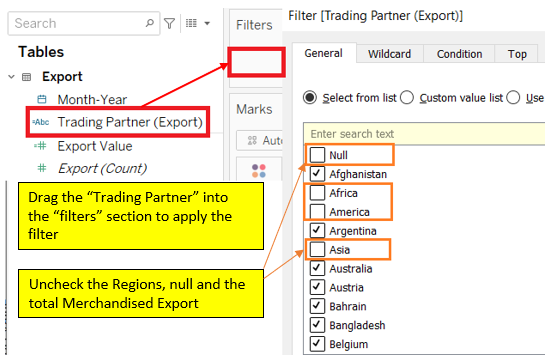 Search
Tables
Export
Month-Year
Abc Trading Partner (Export)
Export Value
Export (Count)
Filters
Marks
Auto
Drag the “Trading Partner” into
the “filters” section to apply the
filter
Uncheck the Regions, null and the
total Merchandised Export
Filter [Trading Partner (Export)]
General Wildcard Condition Top
Select from list Custom value list Use
Enter search text
Null
Afghanistan
Africa
America
Argentina
Asia
Australia
Austria
Bahrain
Bangladesh
Belgium